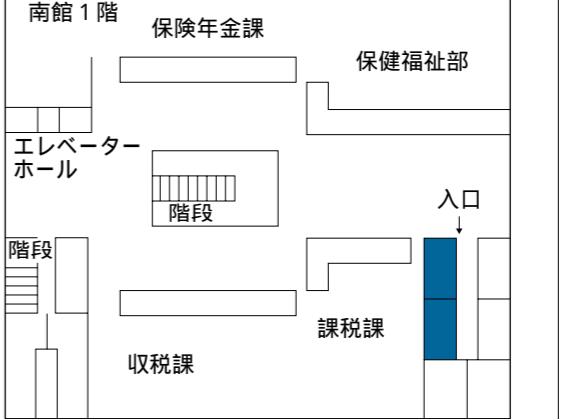 南館１階
保険年金課
保健福祉部
エレベーター
ホール
入口
階段
階段
課税課
収税課